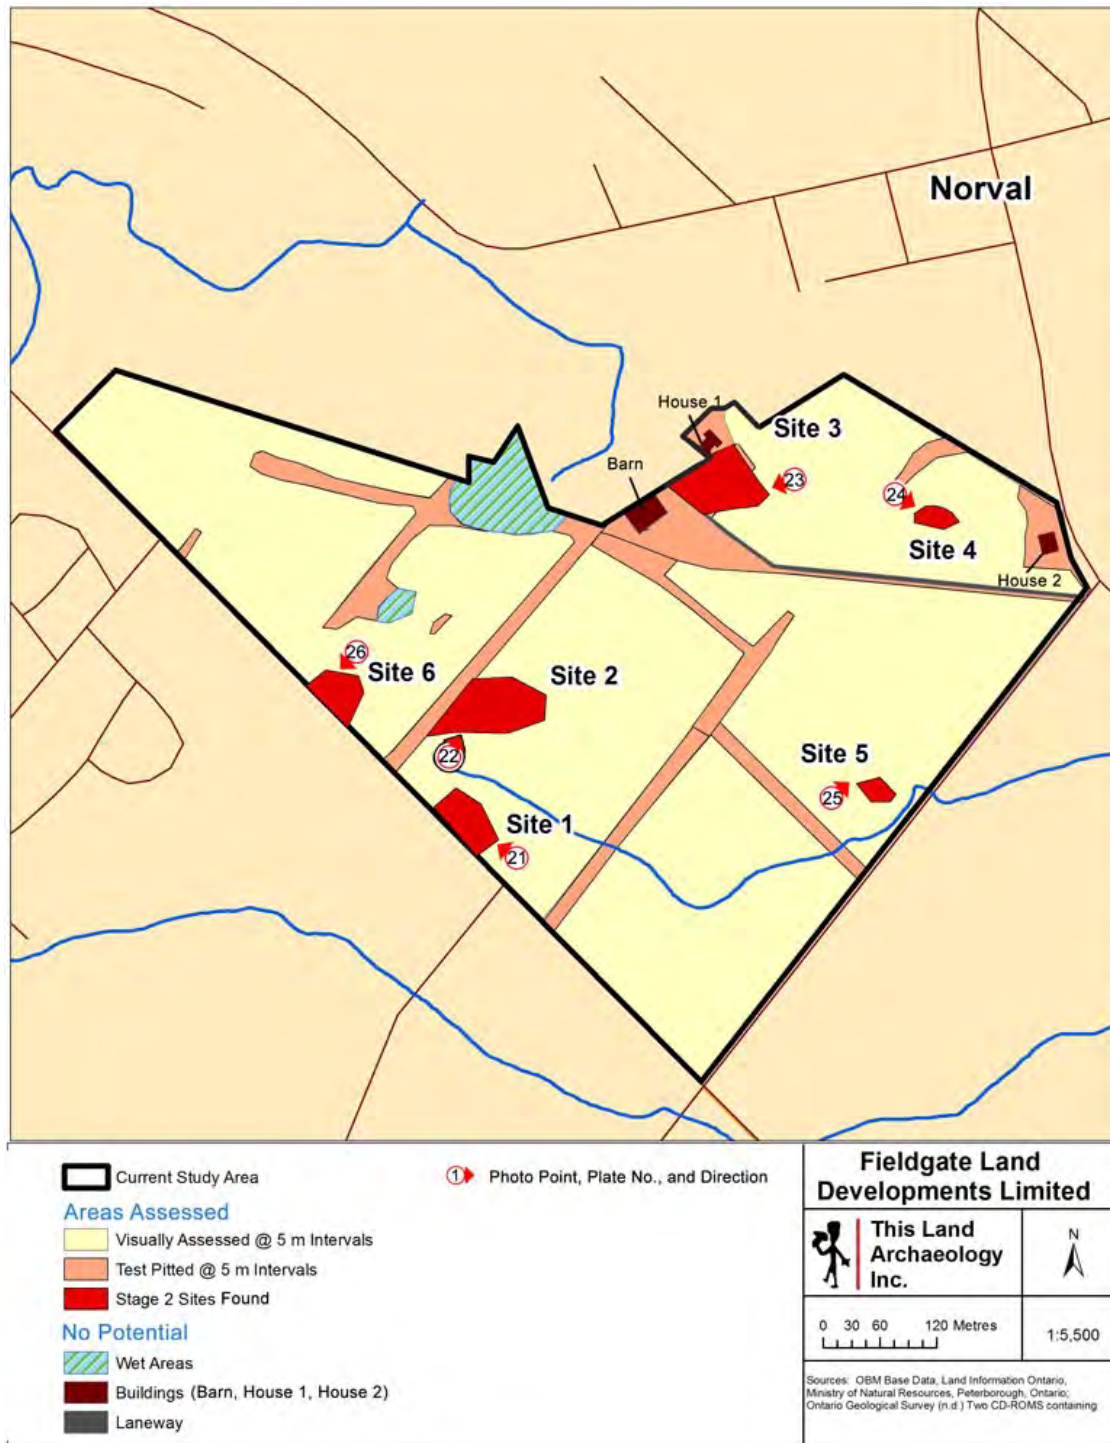 Norval
House 1
Site 3
Barn
23
24
Site 4
House 2
26
Site 6
Site 2
22
Site 5
25
Site 1
21
Current Study Area
1 Photo Point, Plate No., and Direction
Areas Assessed
Visually Assessed @ 5 m Intervals
Test Pitted @ 5 m Intervals
Stage 2 Sites Found
No Potential
Wet Areas
Buildings (Barn, House 1, House 2)
Laneway
Fieldgate Land
Developments Limited
This Land
Archaeology
Inc.
N
0 30 60 120 Metres
1:5,500
Sources: OBM Base Data, Land Information Ontario,
Ministry of Natural Resources, Peterborough, Ontario;
Ontario Geological Survey (n.d.) Two CD-ROMS containing